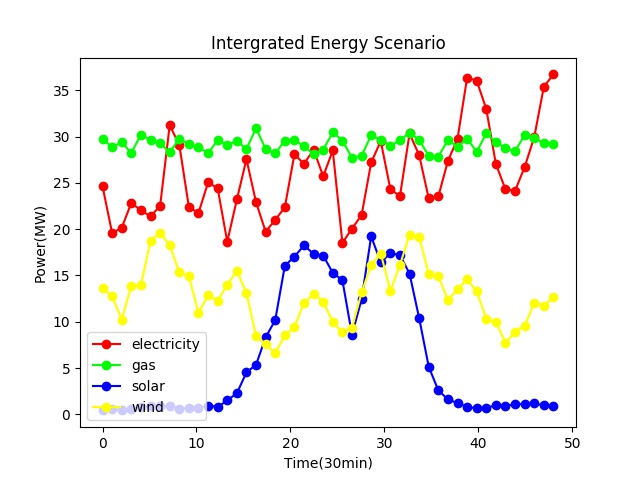 Intergrated Energy Scenario
Power(MW)
35
30
25
20
15
10
5
0
electricity
gas
solar
wind
0 10 20 30 40 50
Time(30min)